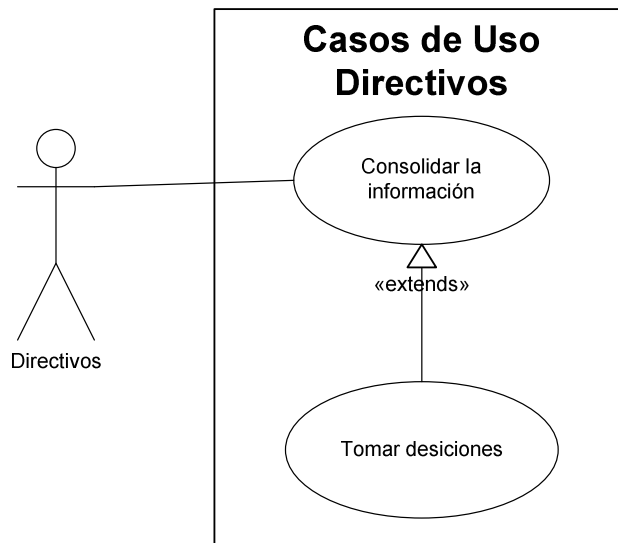 Casos de Uso
Directivos
Consolidar la
información
«extends»
Directivos
Tomar desiciones